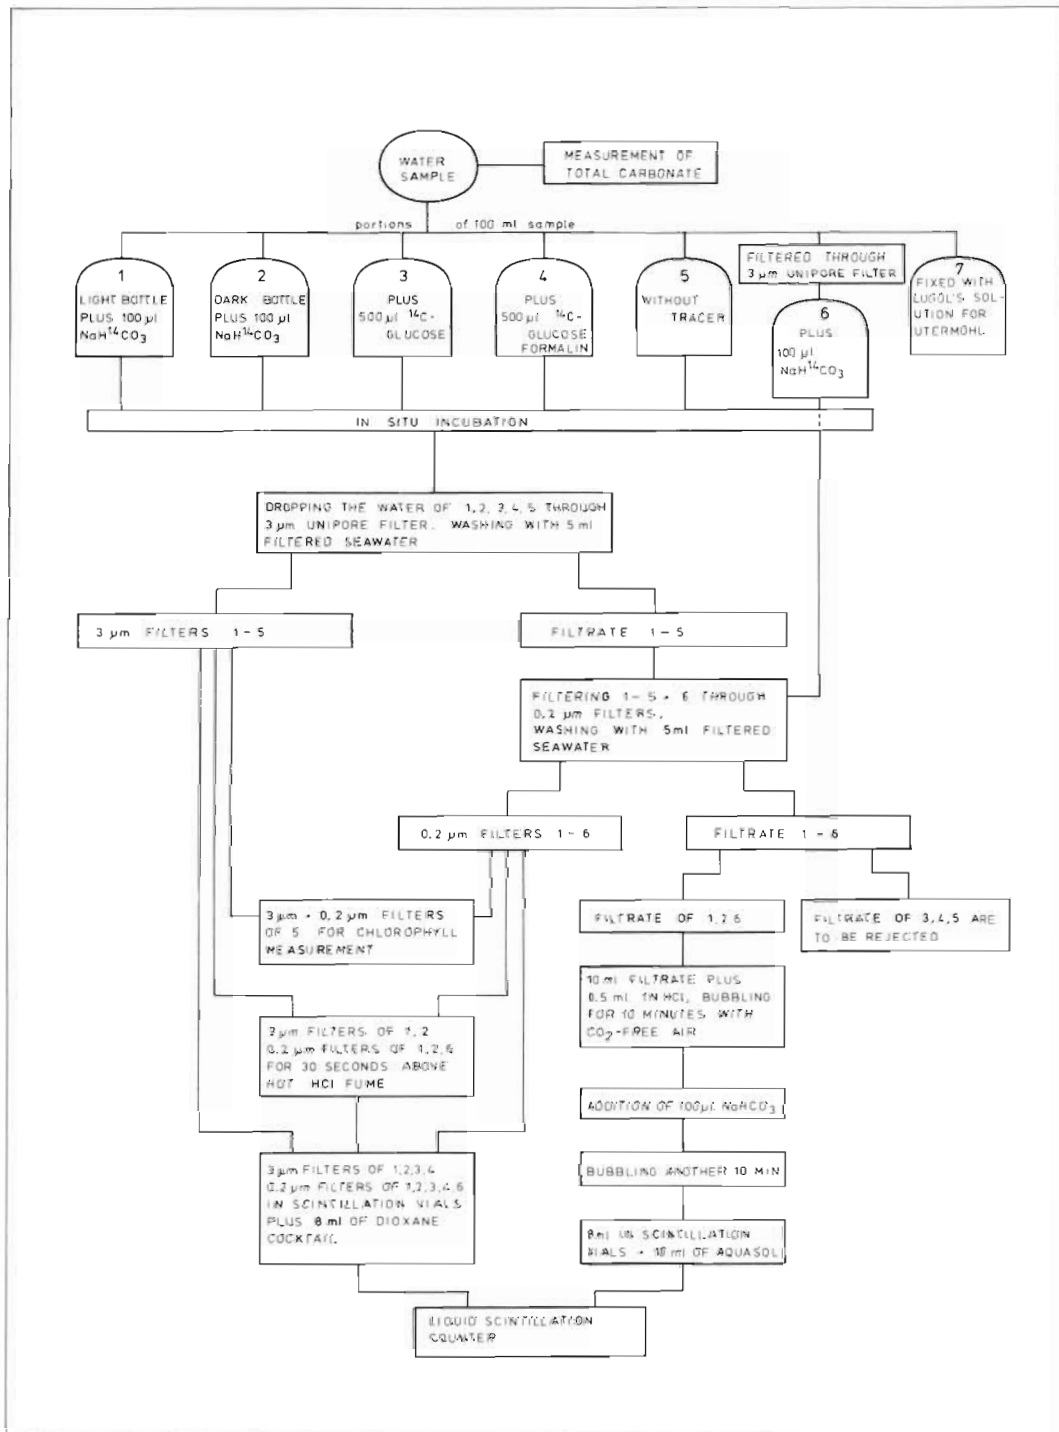 WATER
SAMPLE
MEASUREMENT OF
TOTAL CARBONATE
portions of 100 ml sample
1
LIGHT BOTTLE
PLUS 100 µl
NaH¹⁴CO₃
2
DARK BOTTLE
PLUS 100 µl
NaH¹⁴CO₃
3
PLUS
500 µl ¹⁴C-
GLUCOSE
4
PLUS
500 µl ¹⁴C-
GLUCOSE
FORMALIN
5
WITHOUT
TRACER
FILTERED THROUGH
3 µm UNIPORE FILTER
6
PLUS
100 µl
NaH¹⁴CO₃
7
FIXED WITH
LUGOL'S SOL-
UTION FOR
UTERMÖHL
IN SITU INCUBATION
DROPPING THE WATER OF 1,2,3,4,5 THROUGH
3 µm UNIPORE FILTER. WASHING WITH 5 ml
FILTERED SEAWATER
3 µm FILTERS 1-5
FILTRATE 1-5
FILTERING 1-5 + 6 THROUGH
0,2 µm FILTERS,
WASHING WITH 5ml FILTERED
SEAWATER
0,2 µm FILTERS 1-6
FILTRATE 1-6
3 µm + 0,2 µm FILTERS
OF 5 FOR CHLOROPHYLL
MEASUREMENT
FILTRATE OF 1,2,6
FILTRATE OF 3,4,5 ARE
TO BE REJECTED
10 ml FILTRATE PLUS
0.5 ml 1N HCl, BUBBLING
FOR 10 MINUTES WITH
CO₂-FREE AIR
3 µm FILTERS OF 1,2
0,2 µm FILTERS OF 1,2,6
FOR 30 SECONDS ABOVE
HOT HCl FUME
ADDITION OF 100 µl NaHCO₃
BUBBLING ANOTHER 10 MIN
3 µm FILTERS OF 1,2,3,4
0,2 µm FILTERS OF 1,2,3,4,6
IN SCINTILLATION VIALS
PLUS 8 ml OF DIOXANE
COCKTAIL
8 ml IN SCINTILLATION
VIALS + 10 ml OF AQUASOL
LIQUID SCINTILLATION
COUNTER